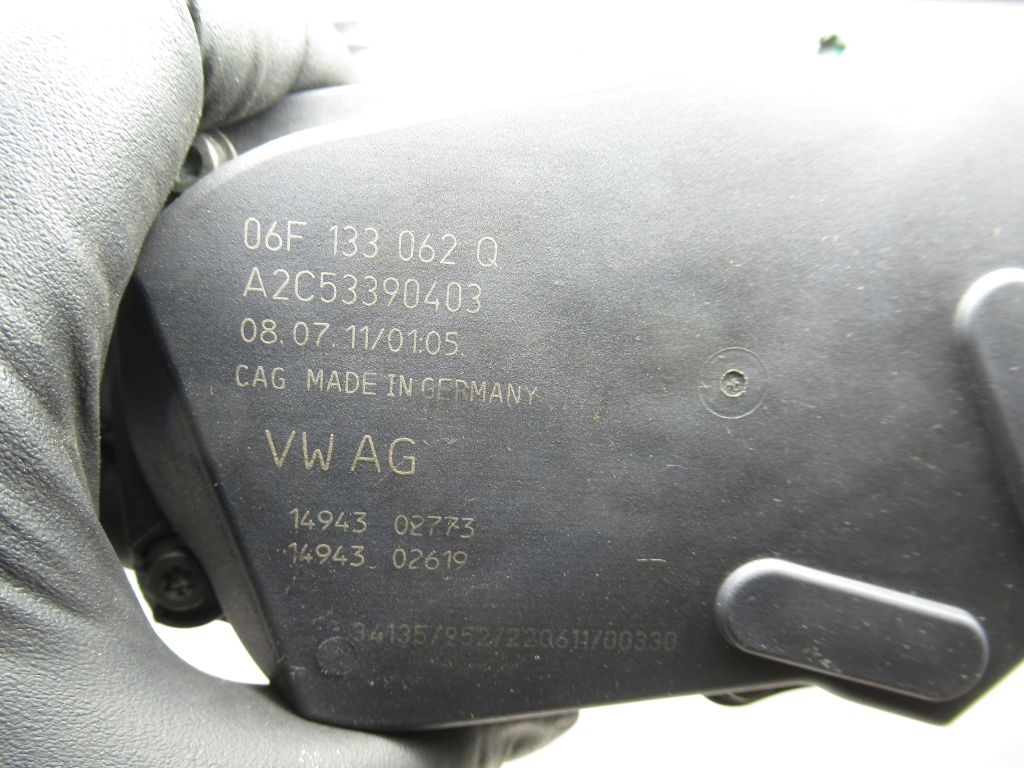 06F 133 062 Q
A2C53390403
08.07.11/01:05
CAG MADE IN GERMANY
VW AG
14943 02773
14943 02619
34135/952/22Q611/00330